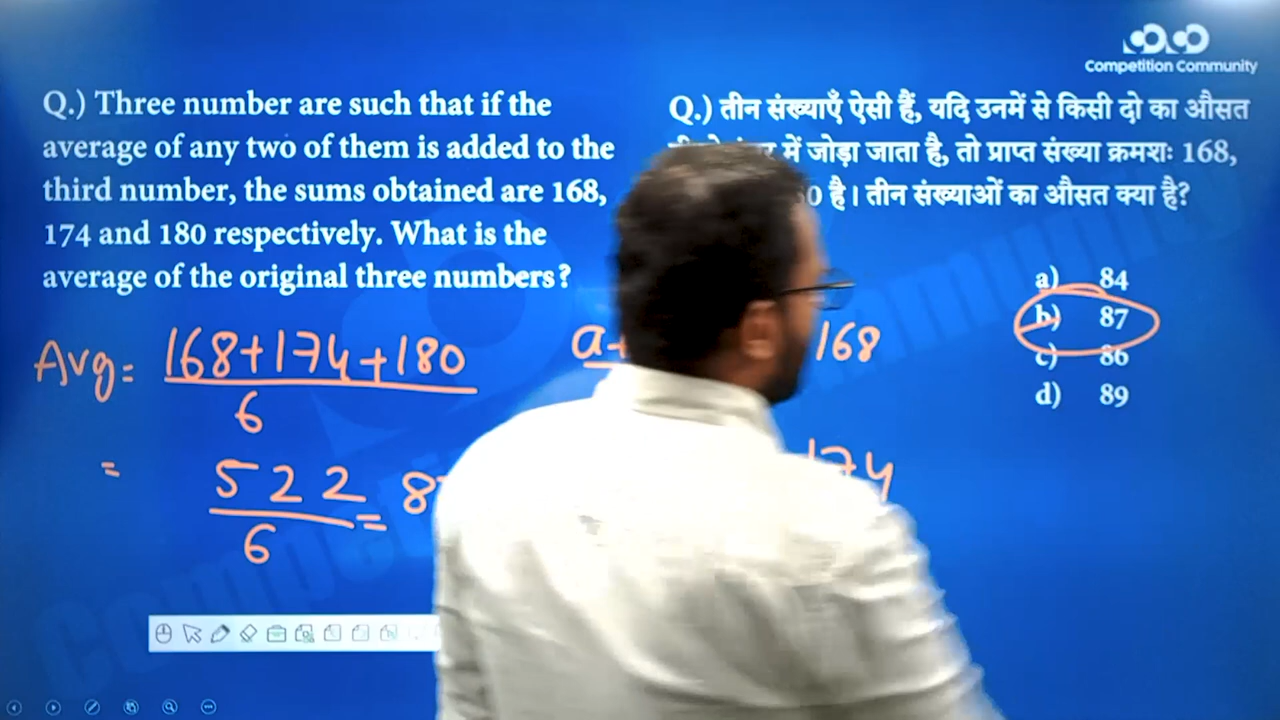 Competition Community
Q.) Three number are such that if the
average of any two of them is added to the
third number, the sums obtained are 168,
174 and 180 respectively. What is the
average of the original three numbers?
Q.) तीन संख्याएँ ऐसी हैं, यदि उनमें से किसी दो का औसत
में जोड़ा जाता है, तो प्राप्त संख्या क्रमशः 168,
है। तीन संख्याओं का औसत क्या है?
a) 84
b) 87
c) 86
d) 89
Avg = 168+174+180
6
= 522
6
= 8
a+ 168
174